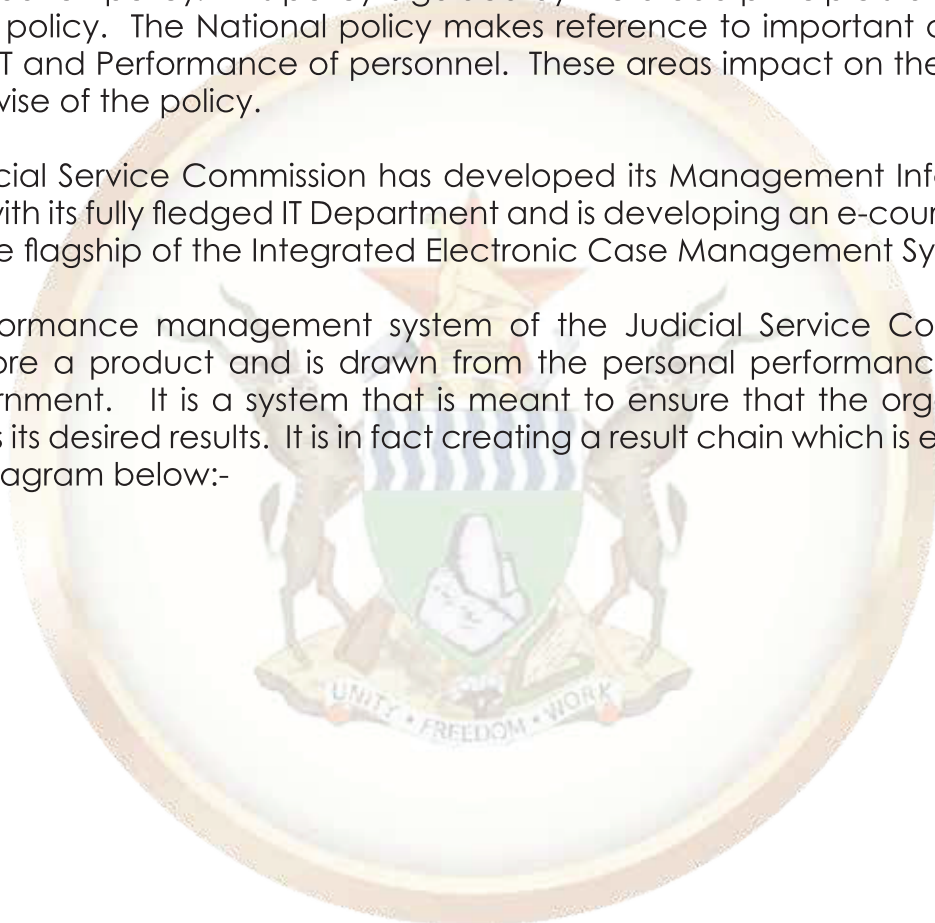 policy. The National policy makes reference to important
T and Performance of personnel. These areas impact on the
vise of the policy.
cial Service Commission has developed its Management Inf
with its fully fledged IT Department and is developing an e-cour
e flagship of the Integrated Electronic Case Management Sy
ormance management system of the Judicial Service Co
ore a product and is drawn from the personal performanc
rnment. It is a system that is meant to ensure that the org
s its desired results. It is in fact creating a result chain which is e
agram below:-
UNITY • FREEDOM • WORK